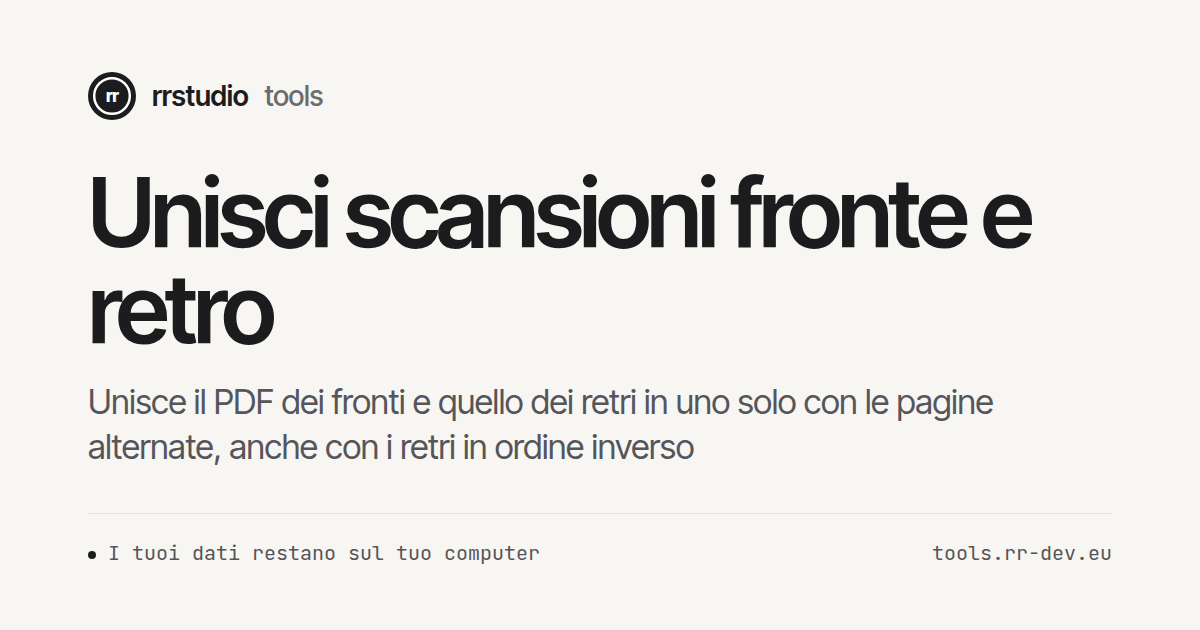 rr
rrstudio tools
Unisci scansioni fronte e
retro
Unisce il PDF dei fronti e quello dei retri in uno solo con le pagine
alternate, anche con i retri in ordine inverso
I tuoi dati restano sul tuo computer
tools.rr-dev.eu